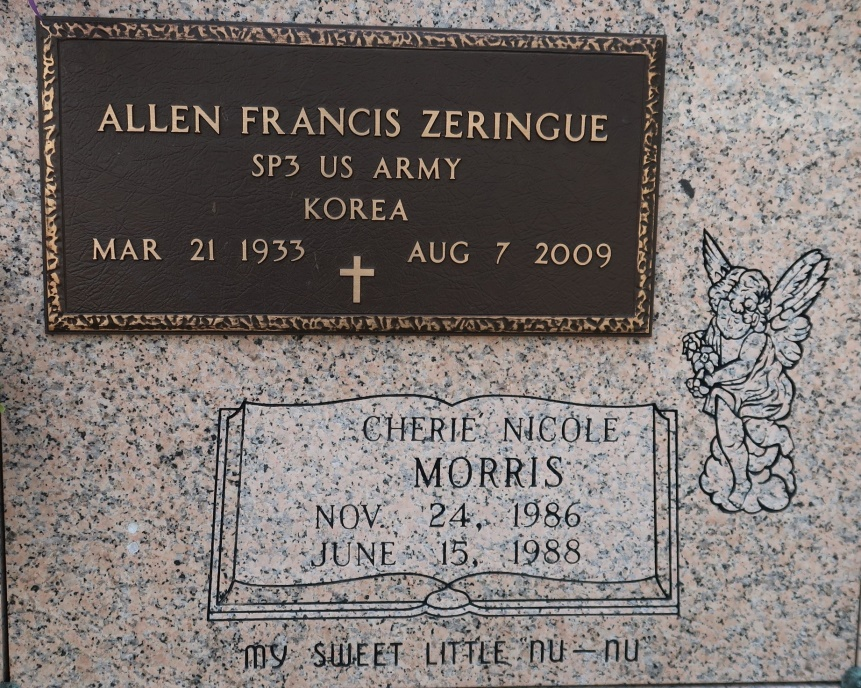 ALLEN FRANCIS ZERINGUE
SP3 US ARMY
KOREA
MAR 21 1933 AUG 7 2009
CHERIE NICOLE
MORRIS
NOV. 24, 1986
JUNE 15, 1988
"MY SWEET LITTLE "NU-NU"